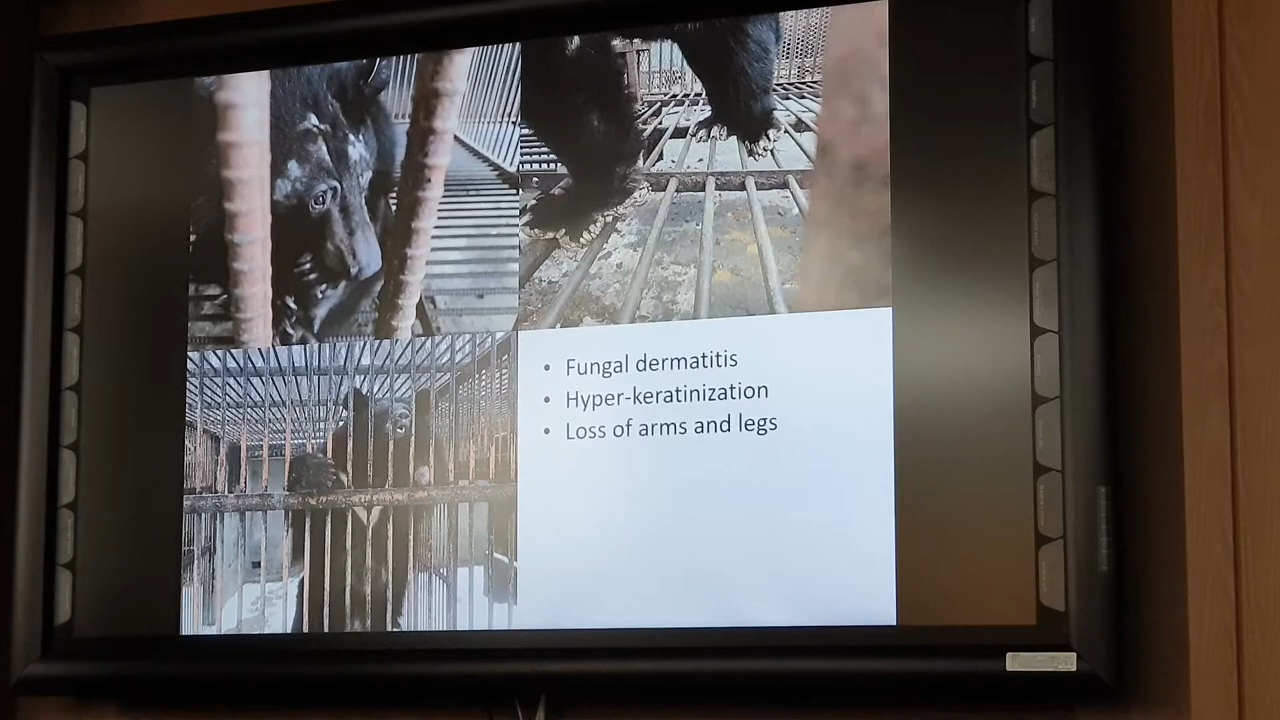 • Fungal dermatitis
• Hyper-keratinization
• Loss of arms and legs